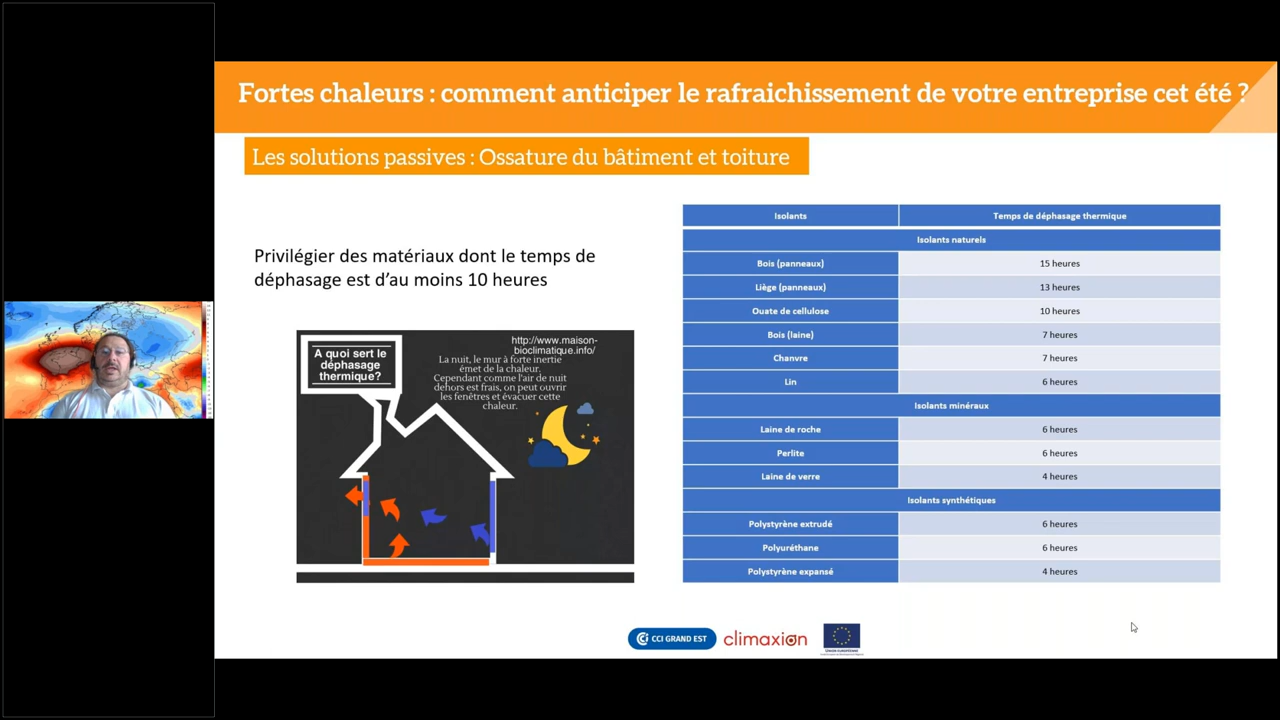 Fortes chaleurs : comment anticiper le rafraichissement de votre entreprise cet été ?
Les solutions passives : Ossature du bâtiment et toiture
Privilégier des matériaux dont le temps de
déphasage est d'au moins 10 heures
A quoi sert le
déphasage
thermique?
http://www.maison-
bioclimatique.info/
La nuit, le mur à forte inertie
émet de la chaleur.
Cependant comme l'air de nuit
dehors est frais, on peut ouvrir
les fenêtres et évacuer cette
chaleur.
Isolants Temps de déphasage thermique
Isolants naturels
Bois (panneaux) 15 heures
Liège (panneaux) 13 heures
Ouate de cellulose 10 heures
Bois (laine) 7 heures
Chanvre 7 heures
Lin 6 heures
Isolants minéraux
Laine de roche 6 heures
Perlite 6 heures
Laine de verre 4 heures
Isolants synthétiques
Polystyrène extrudé 6 heures
Polyuréthane 6 heures
Polystyrène expansé 4 heures
CCI GRAND EST
climaxion